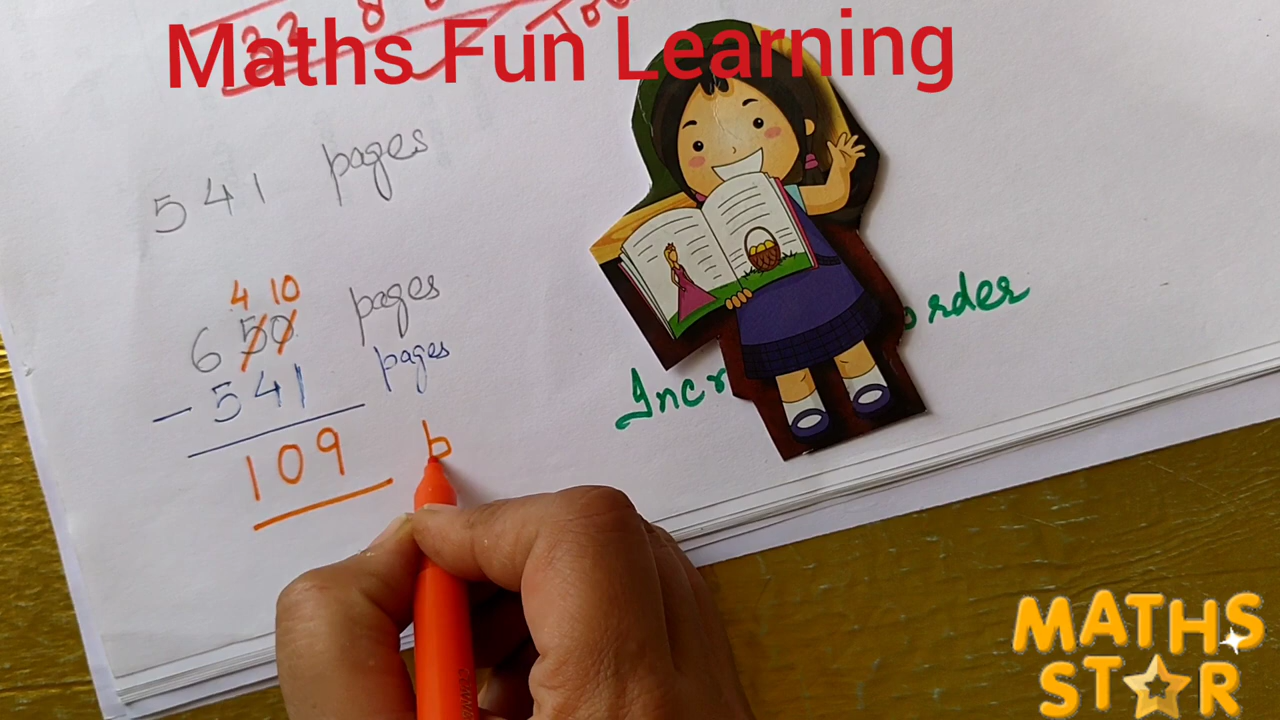 Maths Fun Learning
541 pages
4 10
650 pages
- 541 pages
109 b
order
Incr
MATHS
STAR